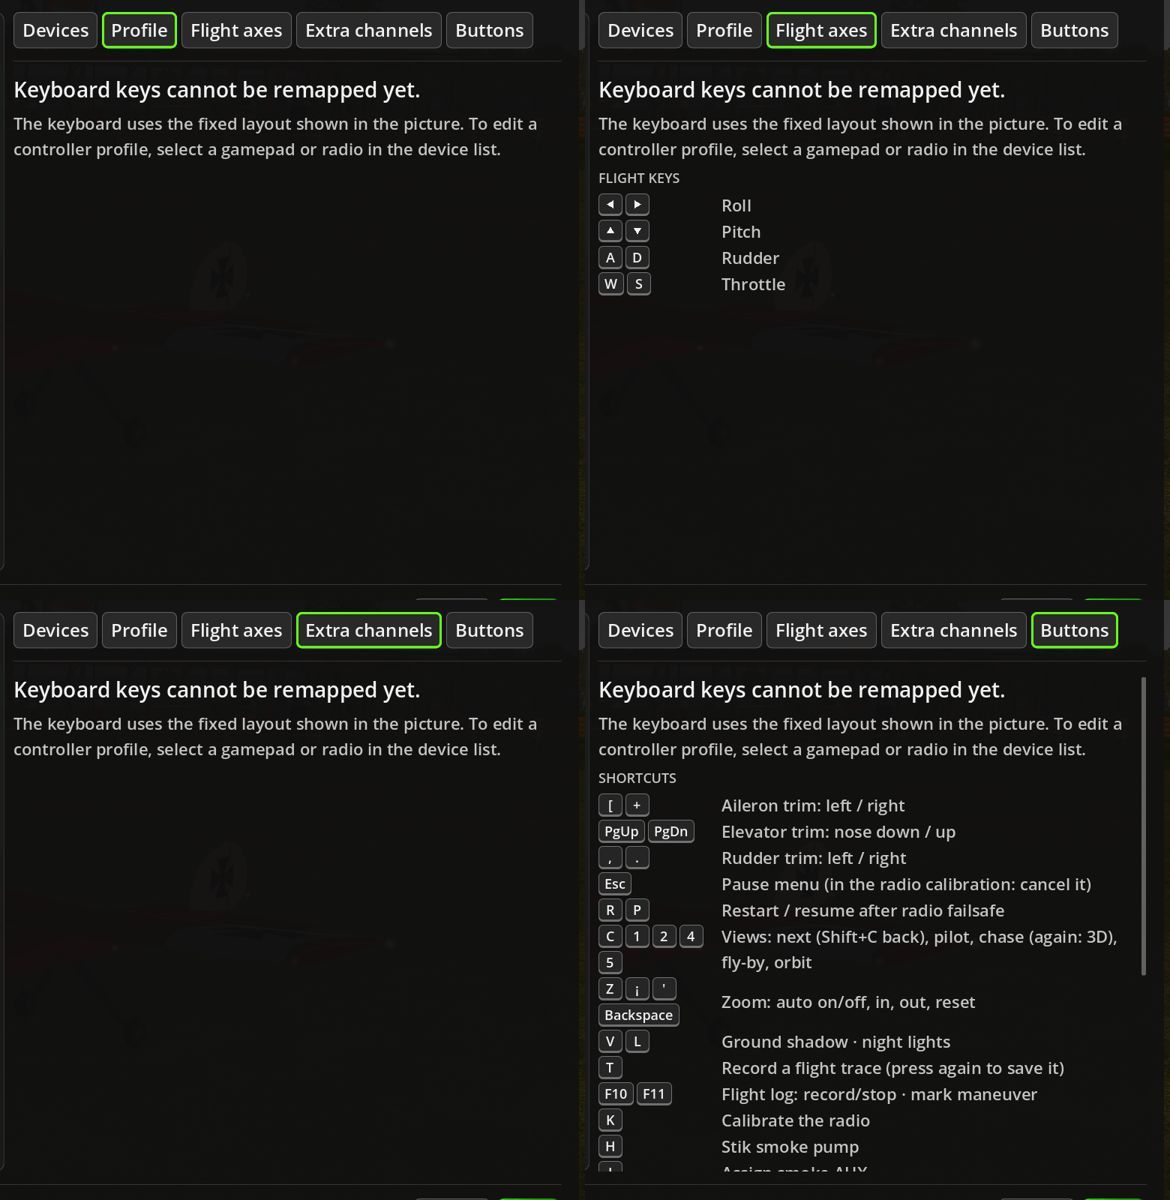 Devices Profile Flight axes Extra channels Buttons
Keyboard keys cannot be remapped yet.
The keyboard uses the fixed layout shown in the picture. To edit a
controller profile, select a gamepad or radio in the device list.
Devices Profile Flight axes Extra channels Buttons
Keyboard keys cannot be remapped yet.
The keyboard uses the fixed layout shown in the picture. To edit a
controller profile, select a gamepad or radio in the device list.
FLIGHT KEYS
◀ ▶ Roll
▲ ▼ Pitch
A D Rudder
W S Throttle
Devices Profile Flight axes Extra channels Buttons
Keyboard keys cannot be remapped yet.
The keyboard uses the fixed layout shown in the picture. To edit a
controller profile, select a gamepad or radio in the device list.
Devices Profile Flight axes Extra channels Buttons
Keyboard keys cannot be remapped yet.
The keyboard uses the fixed layout shown in the picture. To edit a
controller profile, select a gamepad or radio in the device list.
SHORTCUTS
[ + Aileron trim: left / right
PgUp PgDn Elevator trim: nose down / up
, . Rudder trim: left / right
Esc Pause menu (in the radio calibration: cancel it)
R P Restart / resume after radio failsafe
C 1 2 4 Views: next (Shift+C back), pilot, chase (again: 3D),
5 fly-by, orbit
Z ¡ '
Backspace Zoom: auto on/off, in, out, reset
V L Ground shadow · night lights
T Record a flight trace (press again to save it)
F10 F11 Flight log: record/stop · mark maneuver
K Calibrate the radio
H Stik smoke pump
Assign smoke AUX